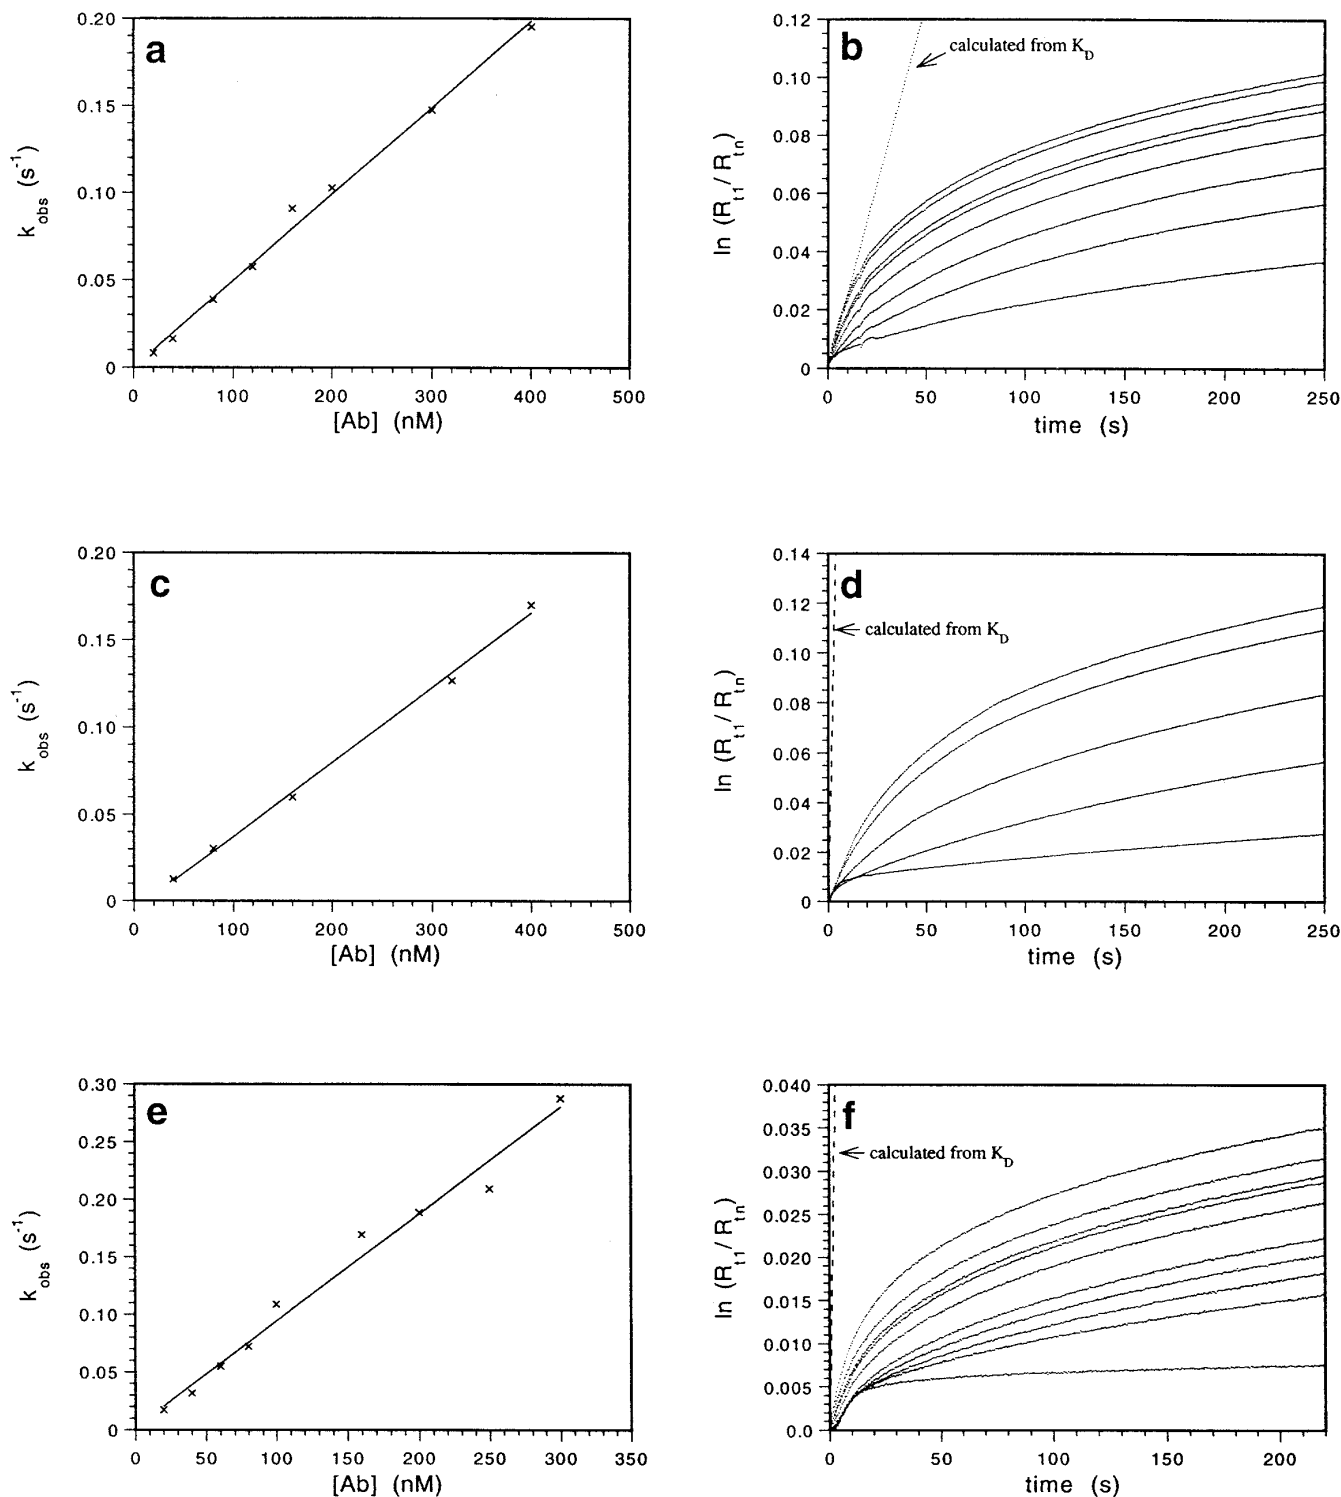 a
0.20
0.15
0.10
0.05
0
k_obs (s^-1)
0 100 200 300 400 500
[Ab] (nM)
b
calculated from K_D
0.12
0.10
0.08
0.06
0.04
0.02
0
ln (R_t1 / R_tn)
0 50 100 150 200 250
time (s)
c
0.20
0.15
0.10
0.05
0
k_obs (s^-1)
0 100 200 300 400 500
[Ab] (nM)
d
calculated from K_D
0.14
0.12
0.10
0.08
0.06
0.04
0.02
0
ln (R_t1 / R_tn)
0 50 100 150 200 250
time (s)
e
0.30
0.25
0.20
0.15
0.10
0.05
0
k_obs (s^-1)
0 50 100 150 200 250 300 350
[Ab] (nM)
f
calculated from K_D
0.040
0.035
0.030
0.025
0.020
0.015
0.010
0.005
0.0
ln (R_t1 / R_tn)
0 50 100 150 200
time (s)